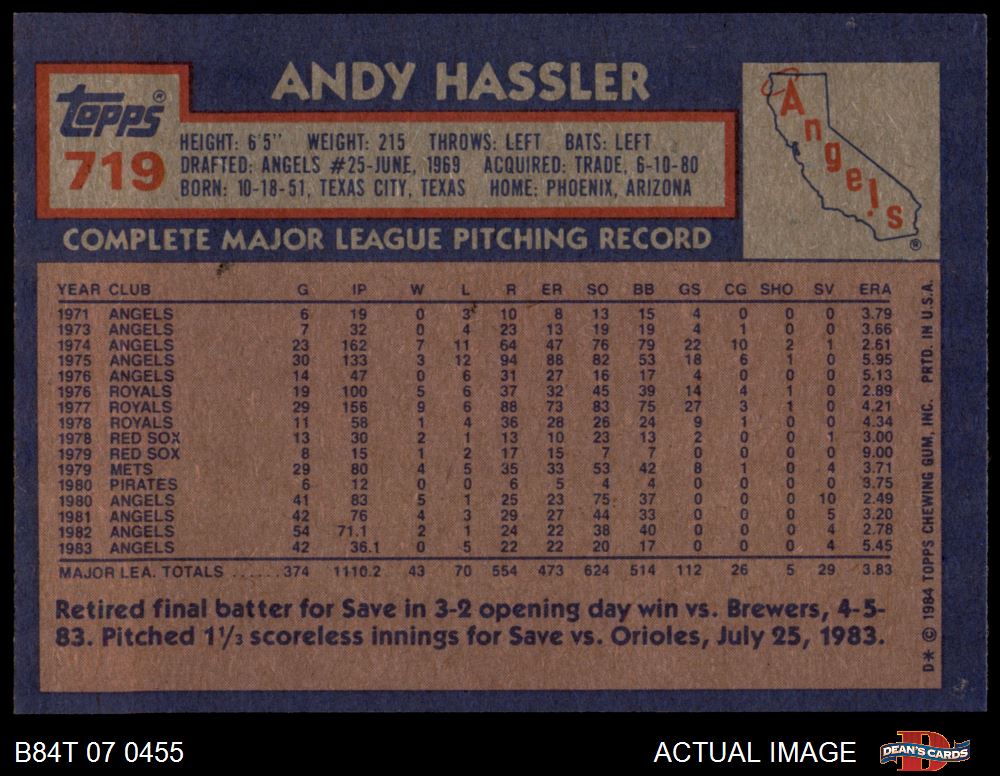 ANDY HASSLER
Topps®
719
HEIGHT: 6'5" WEIGHT: 215 THROWS: LEFT BATS: LEFT
DRAFTED: ANGELS #25-JUNE, 1969 ACQUIRED: TRADE, 6-10-80
BORN: 10-18-51, TEXAS CITY, TEXAS HOME: PHOENIX, ARIZONA
Angels
®
COMPLETE MAJOR LEAGUE PITCHING RECORD
YEAR CLUB G IP W L R ER SO BB GS CG SHO SV ERA
1971 ANGELS 6 19 0 3 10 8 13 15 4 0 0 0 3.79
1973 ANGELS 7 32 0 4 23 13 19 19 4 1 0 0 3.66
1974 ANGELS 23 162 7 11 64 47 76 79 22 10 2 1 2.61
1975 ANGELS 30 133 3 12 94 88 82 53 18 6 1 0 5.95
1976 ANGELS 14 47 0 6 31 27 16 17 4 0 0 0 5.13
1976 ROYALS 19 100 5 6 37 32 45 39 14 4 1 0 2.89
1977 ROYALS 29 156 9 6 88 73 83 75 27 3 1 0 4.21
1978 ROYALS 11 58 1 4 36 28 26 24 9 1 0 0 4.34
1978 RED SOX 13 30 2 1 13 10 23 13 2 0 0 1 3.00
1979 RED SOX 8 15 1 2 17 15 7 7 0 0 0 0 9.00
1979 METS 29 80 4 5 35 33 53 42 8 1 0 4 3.71
1980 PIRATES 6 12 0 0 6 5 4 4 0 0 0 0 3.75
1980 ANGELS 41 83 5 1 25 23 75 37 0 0 0 10 2.49
1981 ANGELS 42 76 4 3 29 27 44 33 0 0 0 5 3.20
1982 ANGELS 54 71.1 2 1 24 22 38 40 0 0 0 4 2.78
1983 ANGELS 42 36.1 0 5 22 22 20 17 0 0 0 4 5.45
MAJOR LEA. TOTALS ......374 1110.2 43 70 554 473 624 514 112 26 5 29 3.83
Retired final batter for Save in 3-2 opening day win vs. Brewers, 4-5-
83. Pitched 1⅓ scoreless innings for Save vs. Orioles, July 25, 1983.
D* © 1984 TOPPS CHEWING GUM, INC. PRTD. IN U.S.A.
B84T 07 0455
ACTUAL IMAGE
DEAN'S CARDS